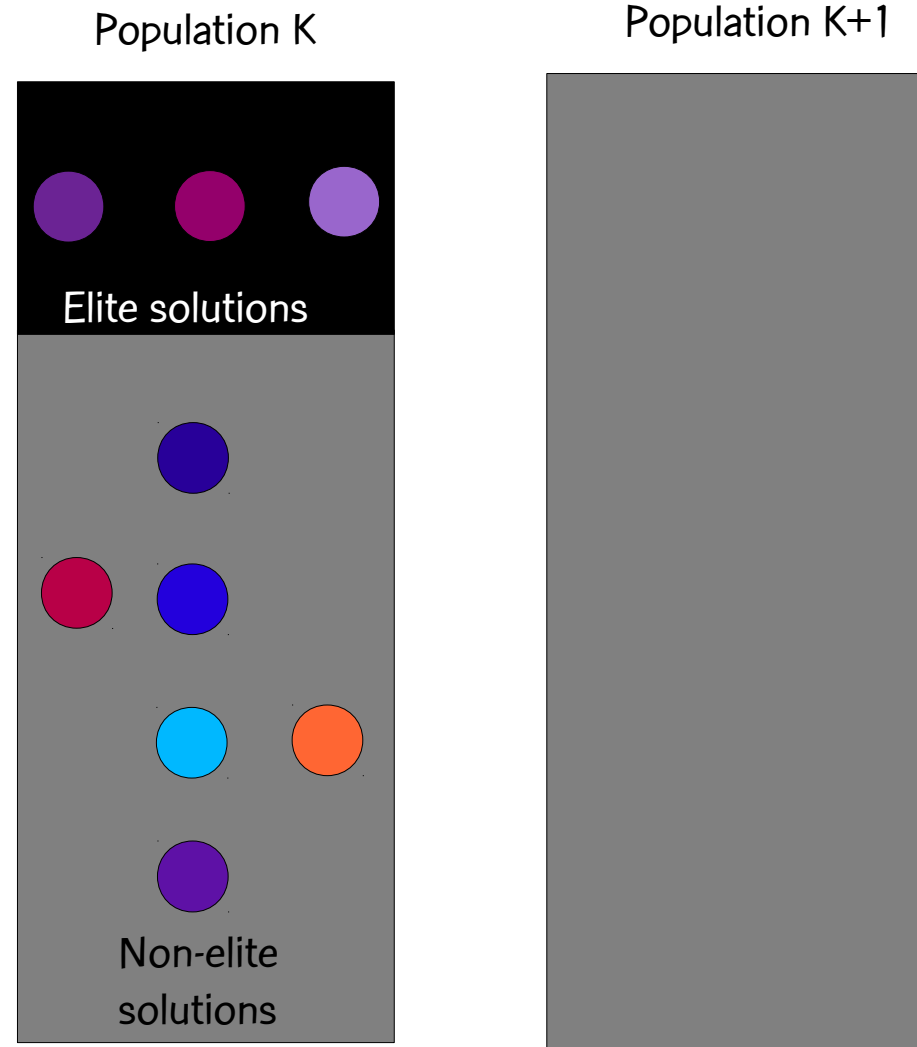 Population K
Population K+1
Elite solutions
Non-elite
solutions